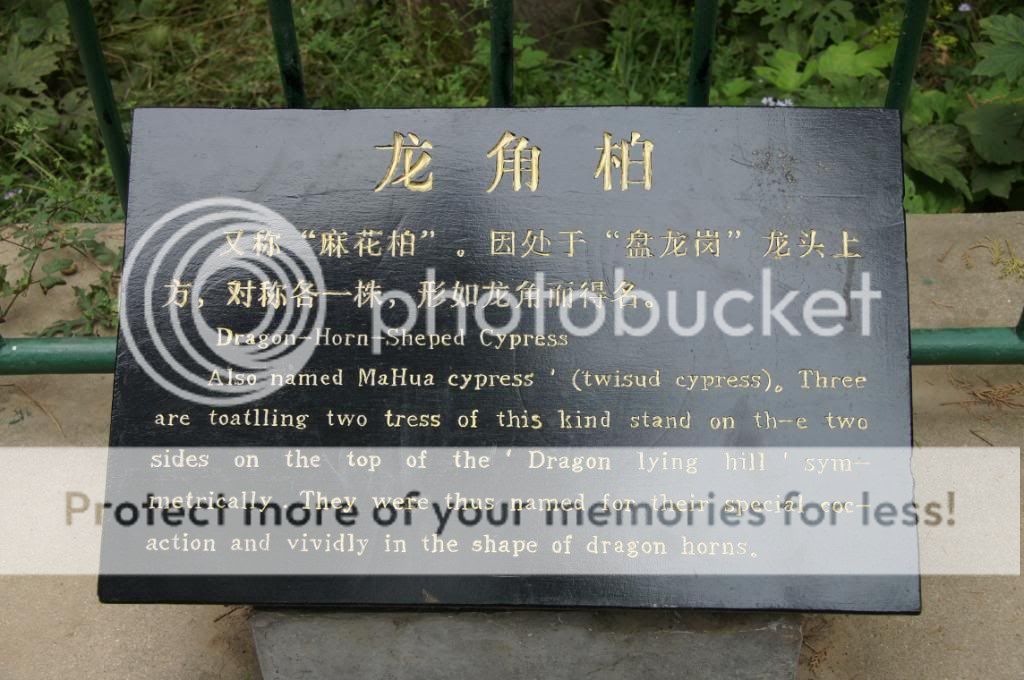 龙角柏
又称“麻花柏”。因处于“盘龙岗”龙头上
方，对称各一株，形如龙角而得名。
Dragon-Horn-Sheped Cypress
Also named MaHua cypress ' (twisud cypress)。Three
are toatlling two tress of this kind stand on th-e two
sides on the top of the ' Dragon lying hill ' sym-
metrically. They were thus named for their special coc-
action and vividly in the shape of dragon horns。
photobucket
Protect more of your memories for less!